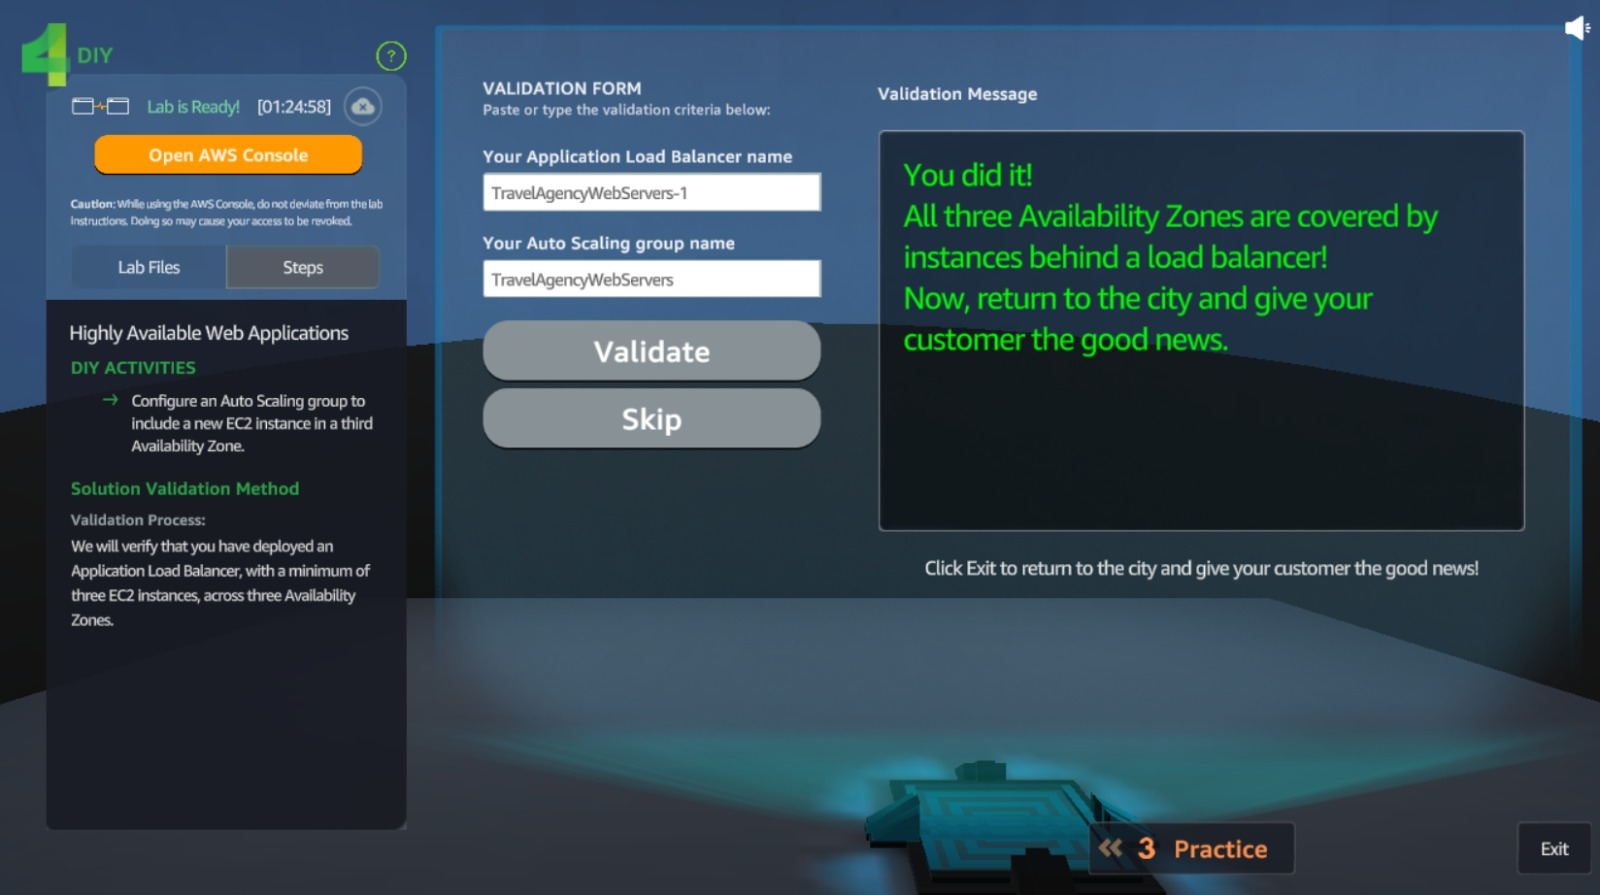 4 DIY
?
Lab is Ready! [01:24:58]
Open AWS Console
Caution: While using the AWS Console, do not deviate from the lab
instructions. Doing so may cause your access to be revoked.
Lab Files
Steps
Highly Available Web Applications
DIY ACTIVITIES
→ Configure an Auto Scaling group to
include a new EC2 instance in a third
Availability Zone.
Solution Validation Method
Validation Process:
We will verify that you have deployed an
Application Load Balancer, with a minimum of
three EC2 instances, across three Availability
Zones.
VALIDATION FORM
Paste or type the validation criteria below:
Your Application Load Balancer name
TravelAgencyWebServers-1
Your Auto Scaling group name
TravelAgencyWebServers
Validate
Skip
Validation Message
You did it!
All three Availability Zones are covered by
instances behind a load balancer!
Now, return to the city and give your
customer the good news.
Click Exit to return to the city and give your customer the good news!
« 3 Practice
Exit